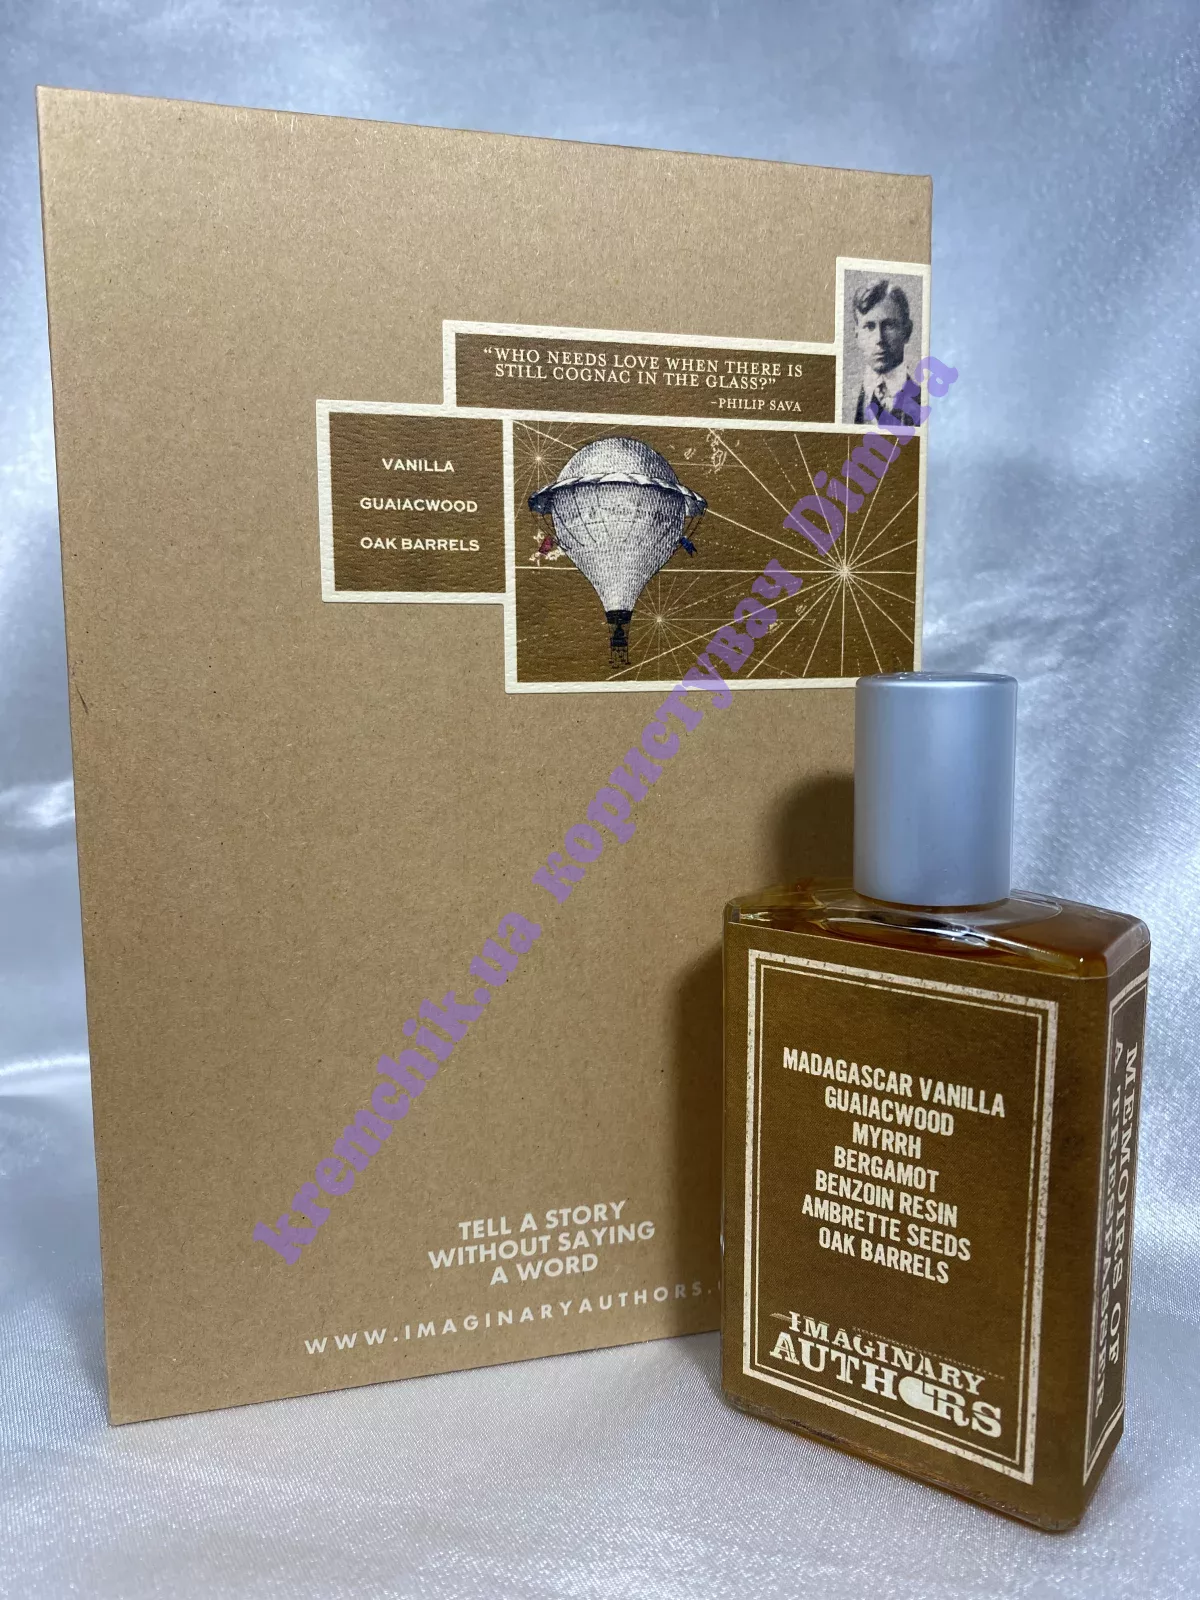 “WHO NEEDS LOVE WHEN THERE IS
STILL COGNAC IN THE GLASS?”
–PHILIP SAVA
VANILLA
GUAIACWOOD
OAK BARRELS
TELL A STORY
WITHOUT SAYING
A WORD
WWW.IMAGINARYAUTHORS.
MADAGASCAR VANILLA
GUAIACWOOD
MYRRH
BERGAMOT
BENZOIN RESIN
AMBRETTE SEEDS
OAK BARRELS
IMAGINARY
AUTHORS
MEMOIRS OF
A TRESPASSER
kremchik.ua користувач Dimira